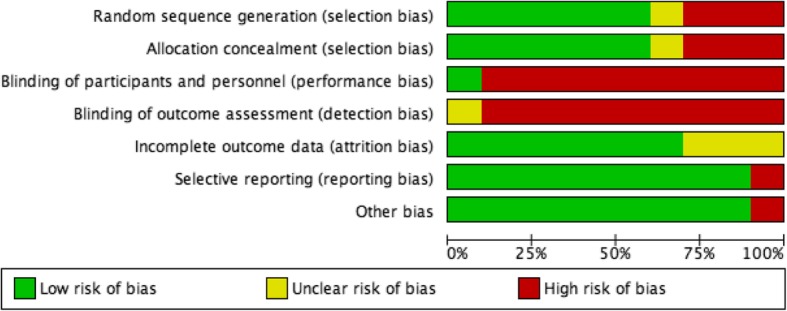 Random sequence generation (selection bias)
Allocation concealment (selection bias)
Blinding of participants and personnel (performance bias)
Blinding of outcome assessment (detection bias)
Incomplete outcome data (attrition bias)
Selective reporting (reporting bias)
Other bias
0% 25% 50% 75% 100%
Low risk of bias Unclear risk of bias High risk of bias